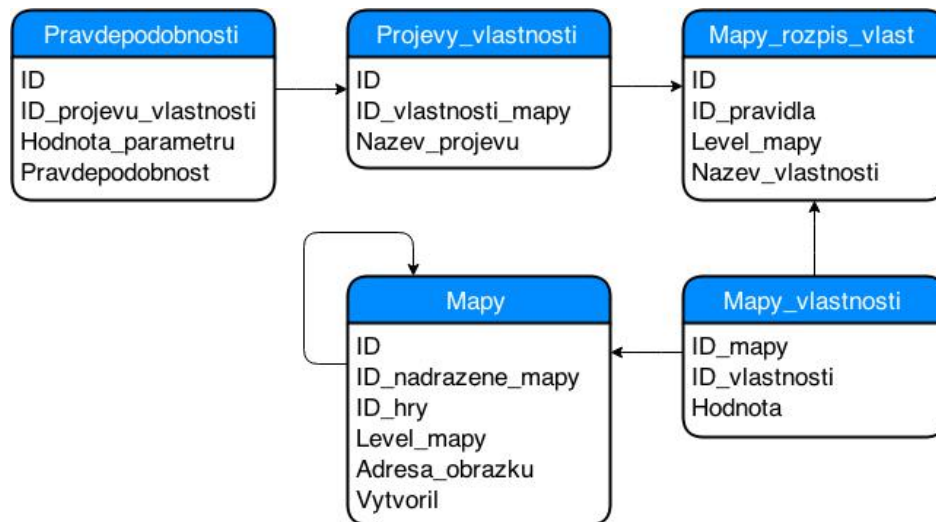 Pravdepodobnosti
ID
ID_projevu_vlastnosti
Hodnota_parametru
Pravdepodobnost
Projevy_vlastnosti
ID
ID_vlastnosti_mapy
Nazev_projevu
Mapy_rozpis_vlast
ID
ID_pravidla
Level_mapy
Nazev_vlastnosti
Mapy
ID
ID_nadrazene_mapy
ID_hry
Level_mapy
Adresa_obrazku
Vytvoril
Mapy_vlastnosti
ID_mapy
ID_vlastnosti
Hodnota